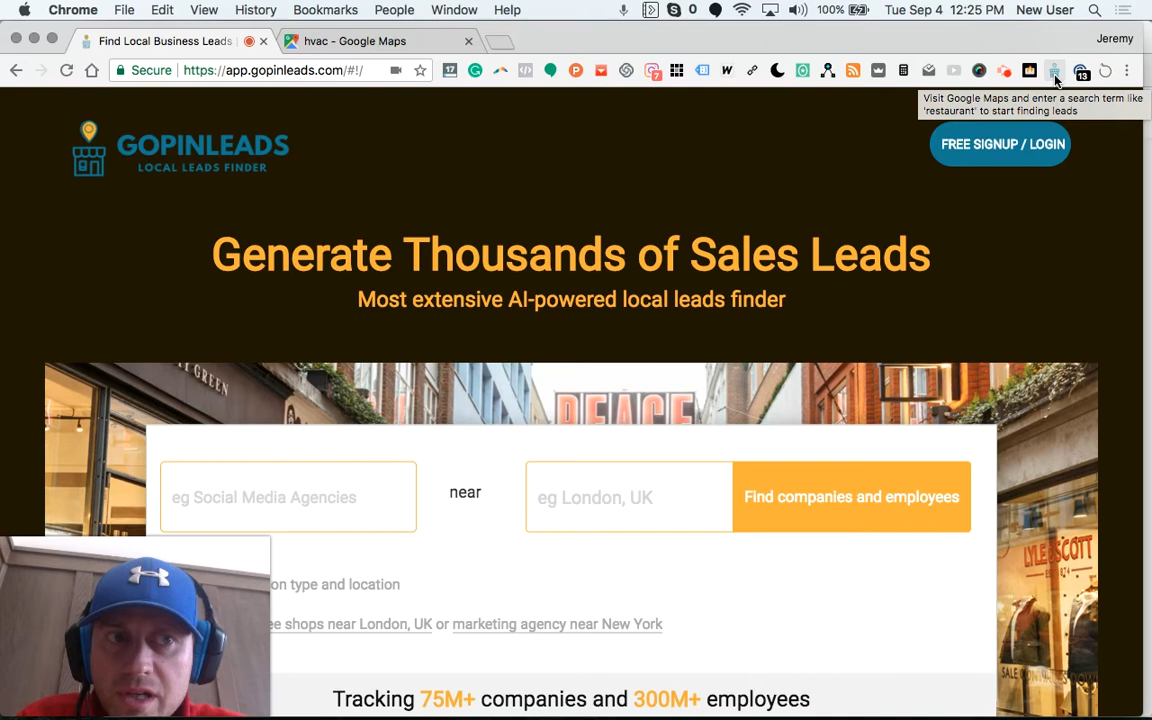 Chrome File Edit View History Bookmarks People Window Help 0 100% Tue Sep 4 12:25 PM New User
Find Local Business Leads hvac - Google Maps Jeremy
Secure https://app.gopinleads.com/#!/ 17 7 13
Visit Google Maps and enter a search term like
'restaurant' to start finding leads
GOPINLEADS
LOCAL LEADS FINDER
FREE SIGNUP / LOGIN
Generate Thousands of Sales Leads
Most extensive AI-powered local leads finder
PEACE
eg Social Media Agencies near eg London, UK Find companies and employees
on type and location
ee shops near London, UK or marketing agency near New York
Tracking 75M+ companies and 300M+ employees